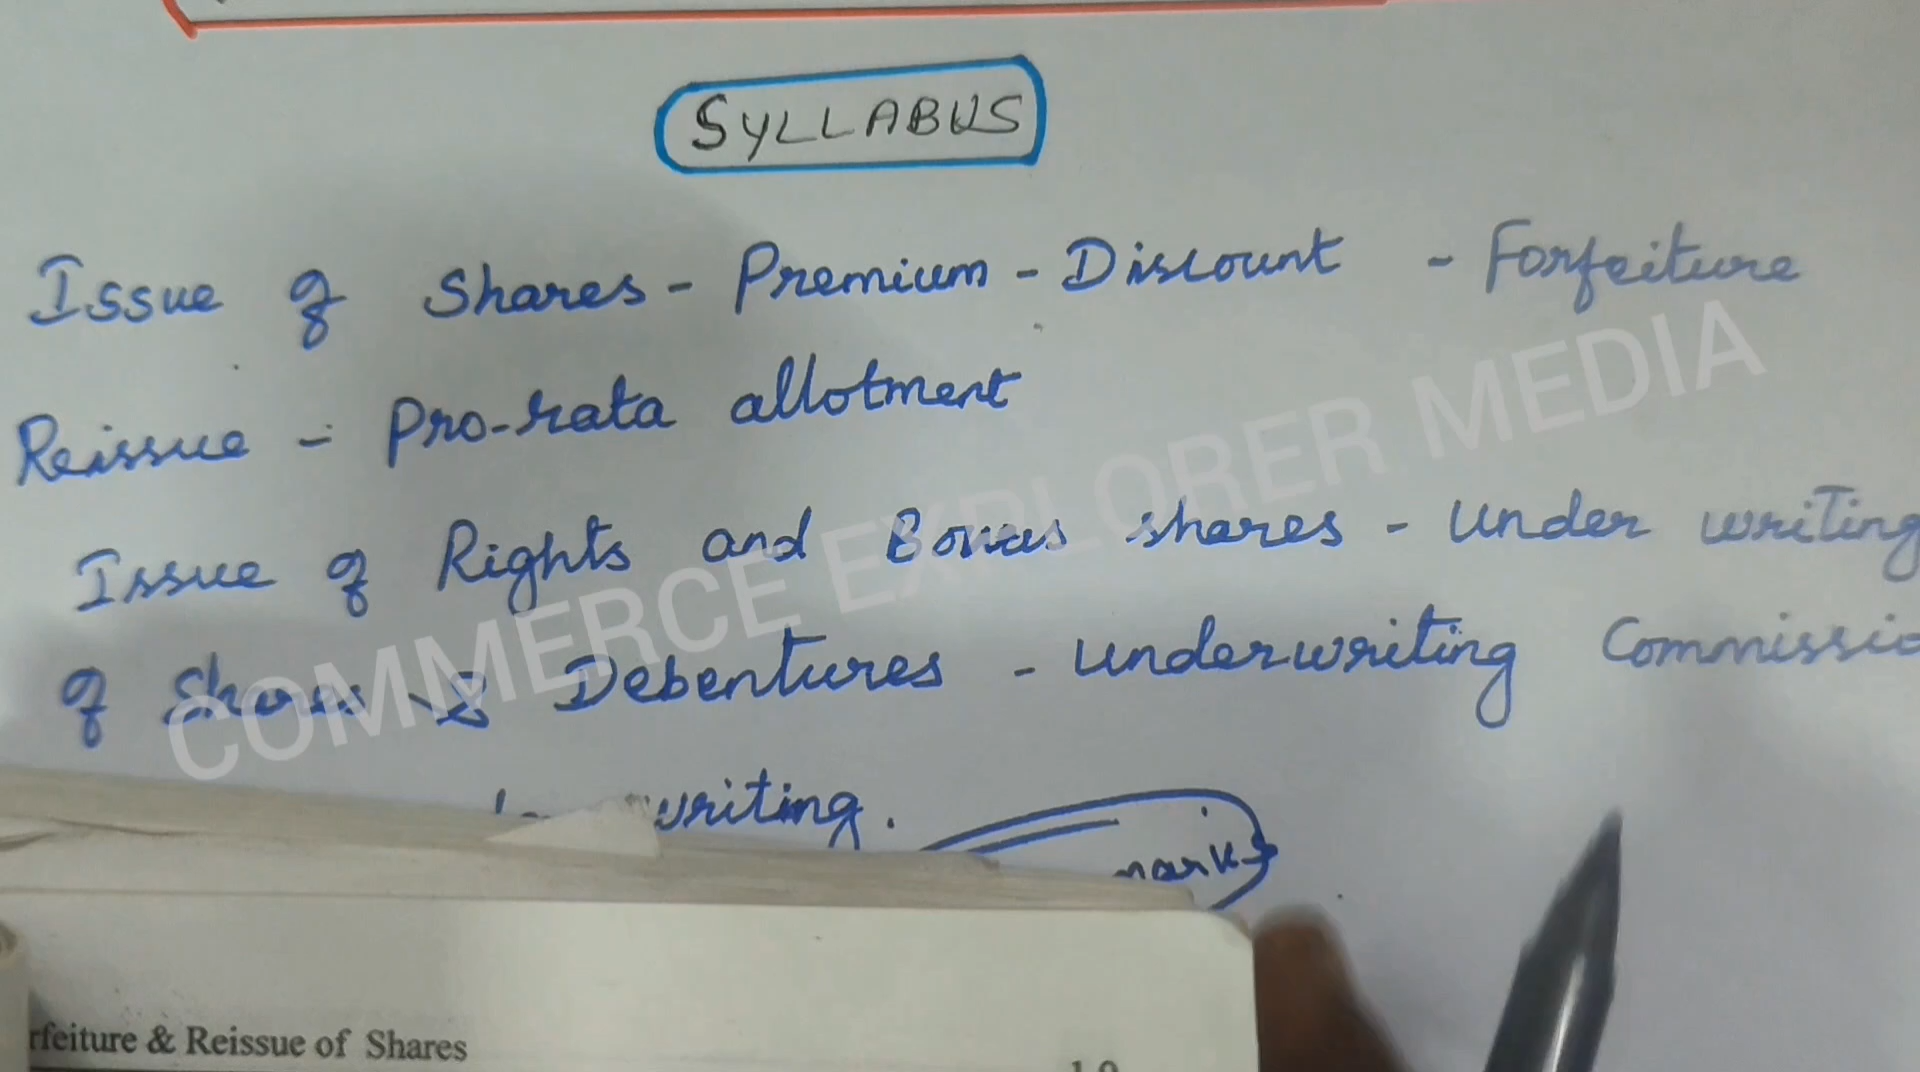 SYLLABUS
Issue of Shares - Premium - Discount - Forfeiture
Reissue - Pro-rata allotment
Issue of Rights and Bonus shares - Under writing
of Shares & Debentures - Underwriting Commissio
writing.
mark
COMMERCE EXPLORER MEDIA
rfeiture & Reissue of Shares